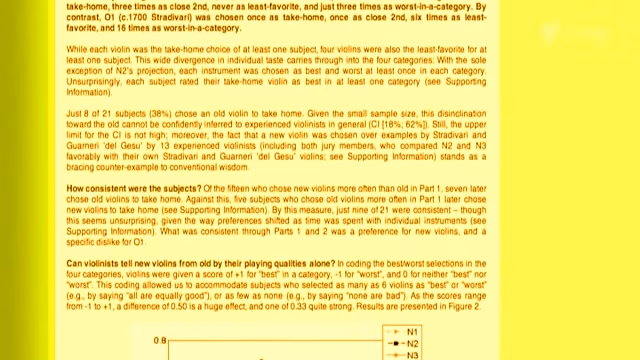 take-home, three times as close 2nd, never as least-favorite, and just three times as worst-in-a-category. By
contrast, O1 (c.1700 Stradivari) was chosen once as take-home, once as close 2nd, six times as least-
favorite, and 16 times as worst-in-a-category.
While each violin was the take-home choice of at least one subject, four violins were also the least-favorite for at
least one subject. This wide divergence in individual taste carries through into the four categories. With the sole
exception of N2's projection, each instrument was chosen as best and worst at least once in each category.
Unsurprisingly, each subject rated their take-home violin as best in at least one category (see Supporting
Information).
Just 8 of 21 subjects (38%) chose an old violin to take home. Given the small sample size, this disinclination
toward the old cannot be confidently inferred to experienced violinists in general (CI [18%; 62%]). Still, the upper
limit for the CI is not high; moreover, the fact that a new violin was chosen over examples by Stradivari and
Guarneri 'del Gesu' by 13 experienced violinists (including both jury members, who compared N2 and N3
favorably with their own Stradivari and Guarneri 'del Gesu' violins; see Supporting Information) stands as a
bracing counter-example to conventional wisdom.
How consistent were the subjects? Of the fifteen who chose new violins more often than old in Part 1, seven later
chose old violins to take home. Against this, five subjects who chose old violins more often in Part 1 later chose
new violins to take home (see Supporting Information). By this measure, just nine of 21 were consistent – though
this seems unsurprising, given the way preferences shifted as time was spent with individual instruments (see
Supporting Information). What was consistent through Parts 1 and 2 was a preference for new violins, and a
specific dislike for O1.
Can violinists tell new violins from old by their playing qualities alone? In coding the best/worst selections in the
four categories, violins were given a score of +1 for "best" in a category, -1 for "worst", and 0 for neither "best" nor
"worst". This coding allowed us to accommodate subjects who selected as many as 6 violins as "best" or "worst"
(e.g., by saying "all are equally good"), or as few as none (e.g., by saying "none are bad"). As the scores range
from -1 to +1, a difference of 0.50 is a huge effect, and one of 0.33 quite strong. Results are presented in Figure 2.
0.8
N1
N2
N3